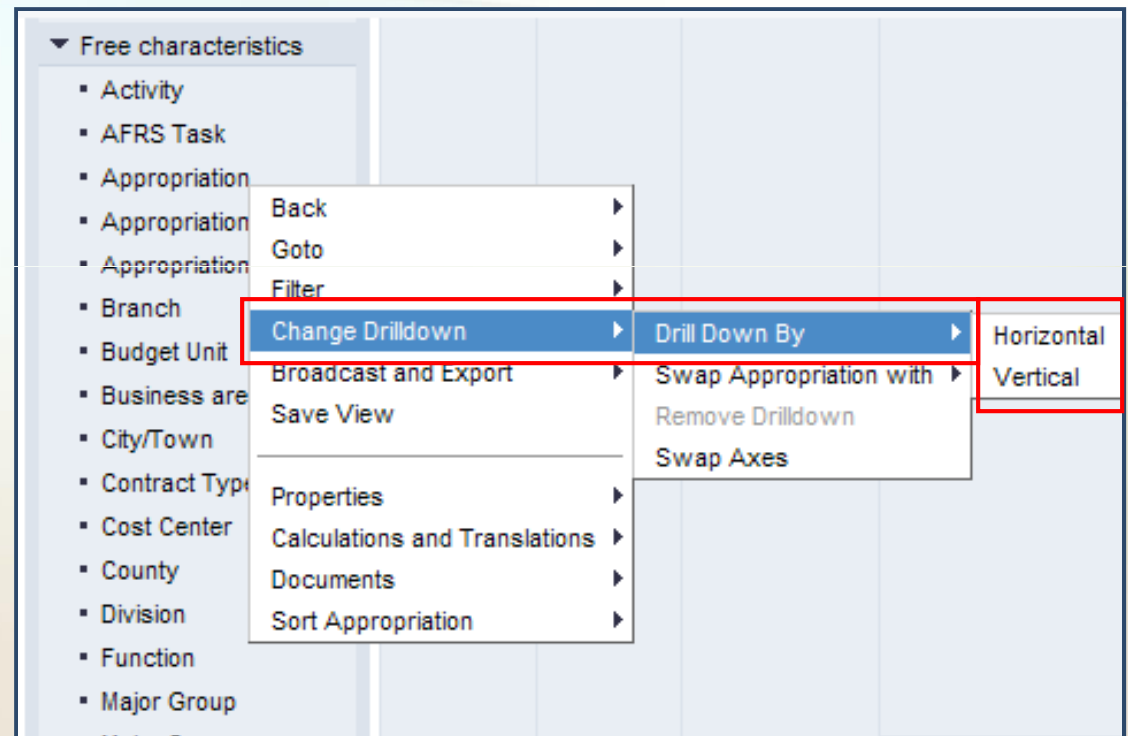 Free characteristics
Activity
AFRS Task
Appropriation
Appropriation
Appropriation
Branch
Budget Unit
Business are
City/Town
Contract Type
Cost Center
County
Division
Function
Major Group
Back
Goto
Filter
Change Drilldown
Broadcast and Export
Save View
Properties
Calculations and Translations
Documents
Sort Appropriation
Drill Down By
Swap Appropriation with
Remove Drilldown
Swap Axes
Horizontal
Vertical